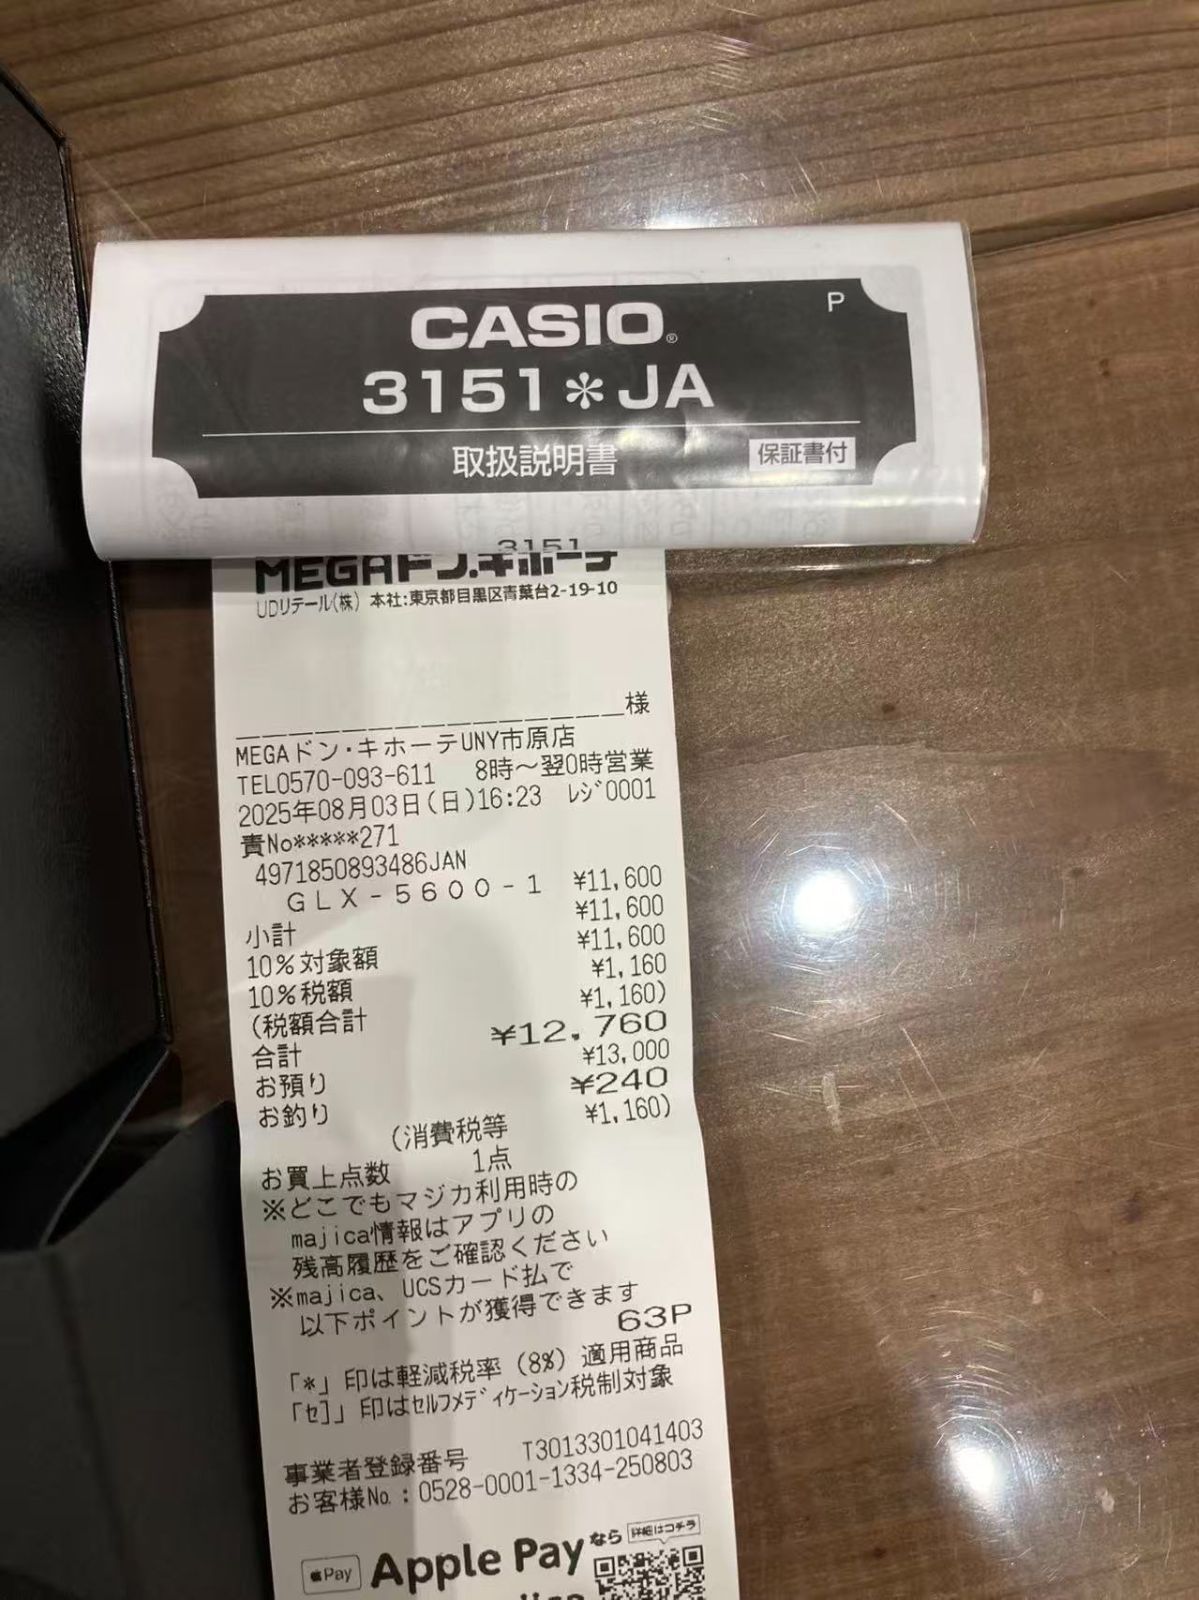 P
CASIO®
3151✻JA
取扱説明書 保証書付
3151
MEGAドン.キホーテ
UDリテール(株) 本社:東京都目黒区青葉台2-19-10
様
MEGAドン・キホーテUNY市原店
TEL0570-093-611 8時～翌0時営業
2025年08月03日(日)16:23 レジ0001
責No*****271
4971850893486JAN
GLX-5600-1 ¥11,600
小計 ¥11,600
10%対象額 ¥11,600
10%税額 ¥1,160
(税額合計 ¥1,160)
合計 ¥12,760
お預り ¥13,000
お釣り ¥240
(消費税等 ¥1,160)
お買上点数 1点
※どこでもマジカ利用時の
majica情報はアプリの
残高履歴をご確認ください
※majica、UCSカード払で
以下ポイントが獲得できます
63P
「*」印は軽減税率(8%)適用商品
「セ]」印はセルフメディケーション税制対象
事業者登録番号 T3013301041403
お客様No.:0528-0001-1334-250803
Pay Apple Payなら 詳細はコチラ